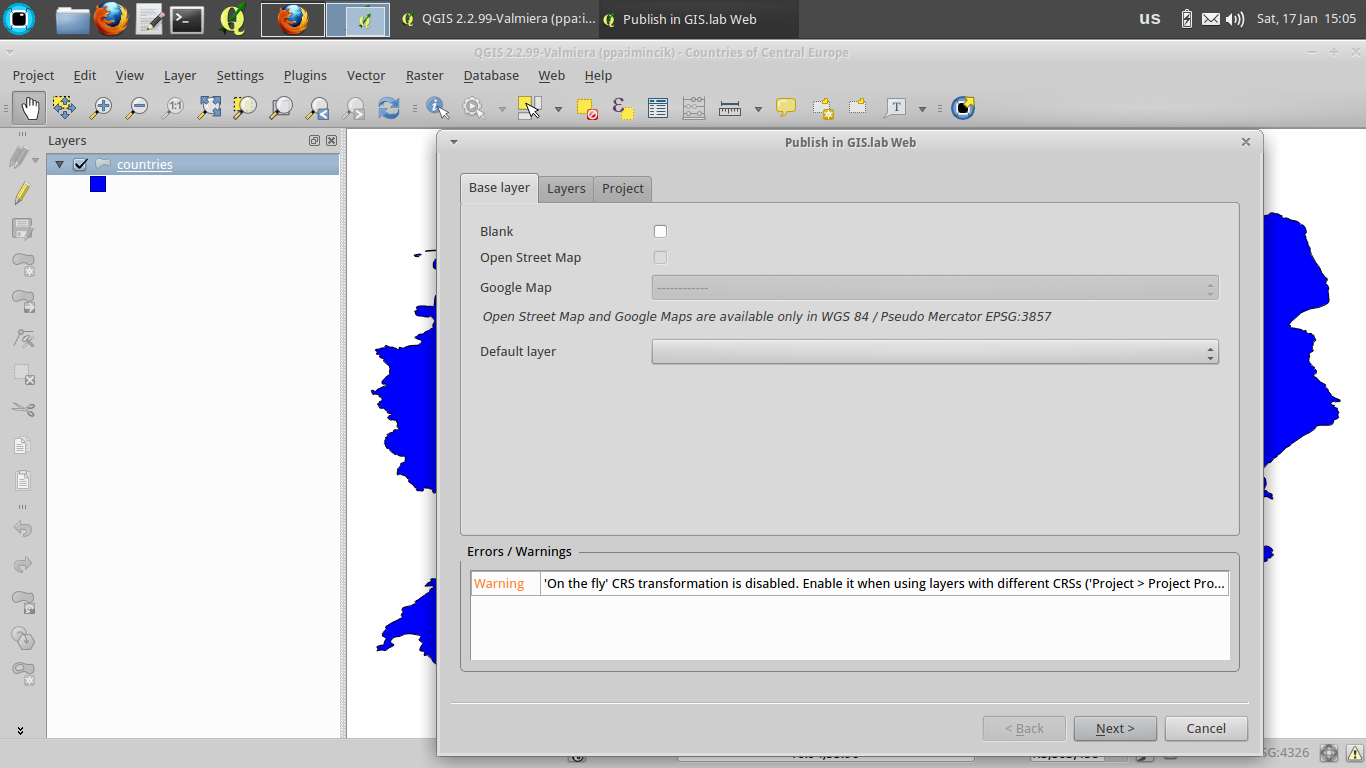 QGIS 2.2.99-Valmiera (ppa:i...
Publish in GIS.lab Web
us
Sat, 17 Jan 15:05
QGIS 2.2.99-Valmiera (ppa:imincik) - Countries of Central Europe
Project Edit View Layer Settings Plugins Vector Raster Database Web Help
Layers
countries
Publish in GIS.lab Web
Base layer Layers Project
Blank
Open Street Map
Google Map ------------
Open Street Map and Google Maps are available only in WGS 84 / Pseudo Mercator EPSG:3857
Default layer
Errors / Warnings
Warning 'On the fly' CRS transformation is disabled. Enable it when using layers with different CRSs ('Project > Project Pro...
< Back Next > Cancel
SG:4326